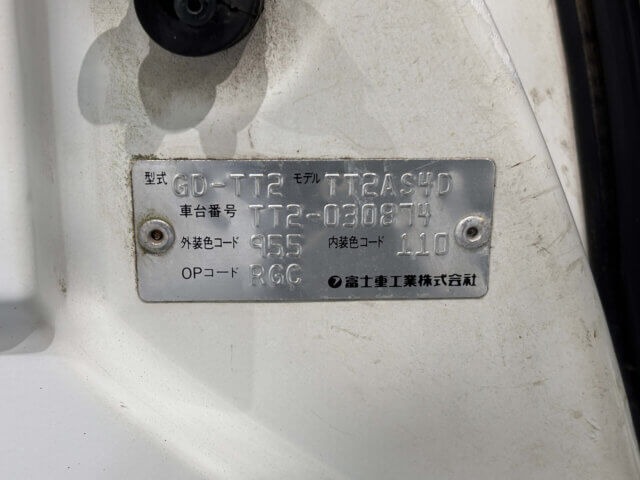 型式 GD-TT2 モデル TT2AS4D
車台番号 TT2-030874
外装色コード 955 内装色コード 110
OPコード RGC 富士重工業株式会社